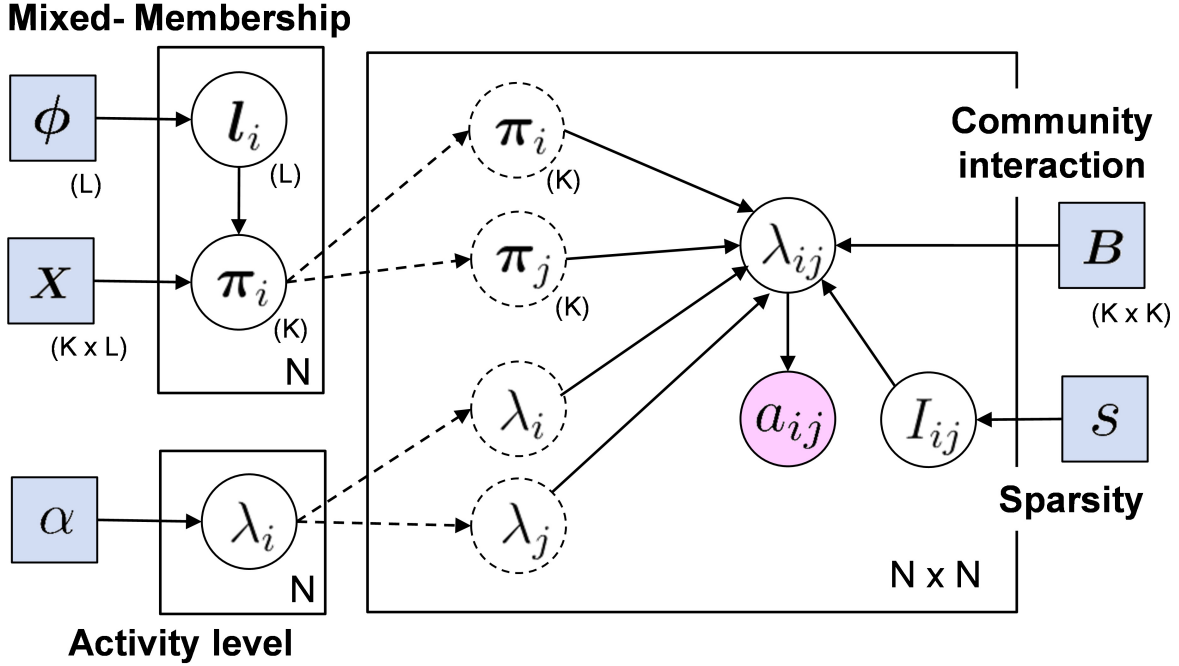 Mixed- Membership
ϕ
(L)
l_i
(L)
X
(K x L)
π_i
(K)
N
α
λ_i
N
Activity level
π_i
(K)
π_j
(K)
λ_i
λ_j
λ_ij
a_ij
I_ij
N x N
Community
interaction
B
(K x K)
s
Sparsity